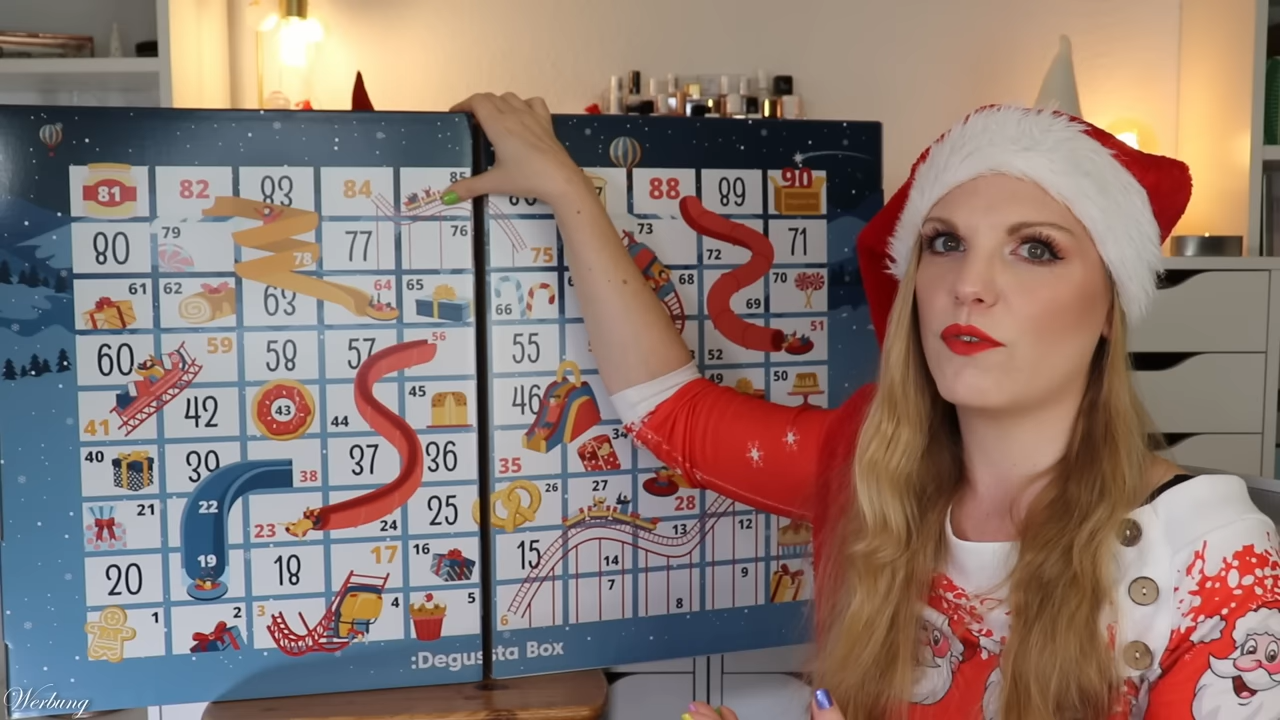 81 82 83 84 85 88 89 90
80 79 78 77 76 75 73 72 71
61 62 63 64 65 66 68 69 70
60 59 58 57 56 55 52 51
41 42 43 44 45 46 50
40 39 38 37 36 35 34
21 22 23 24 25 26 27 28
20 19 18 17 16 15 14 13 12
1 2 3 4 5 6 7 8 9
:Degussta Box
Werbung